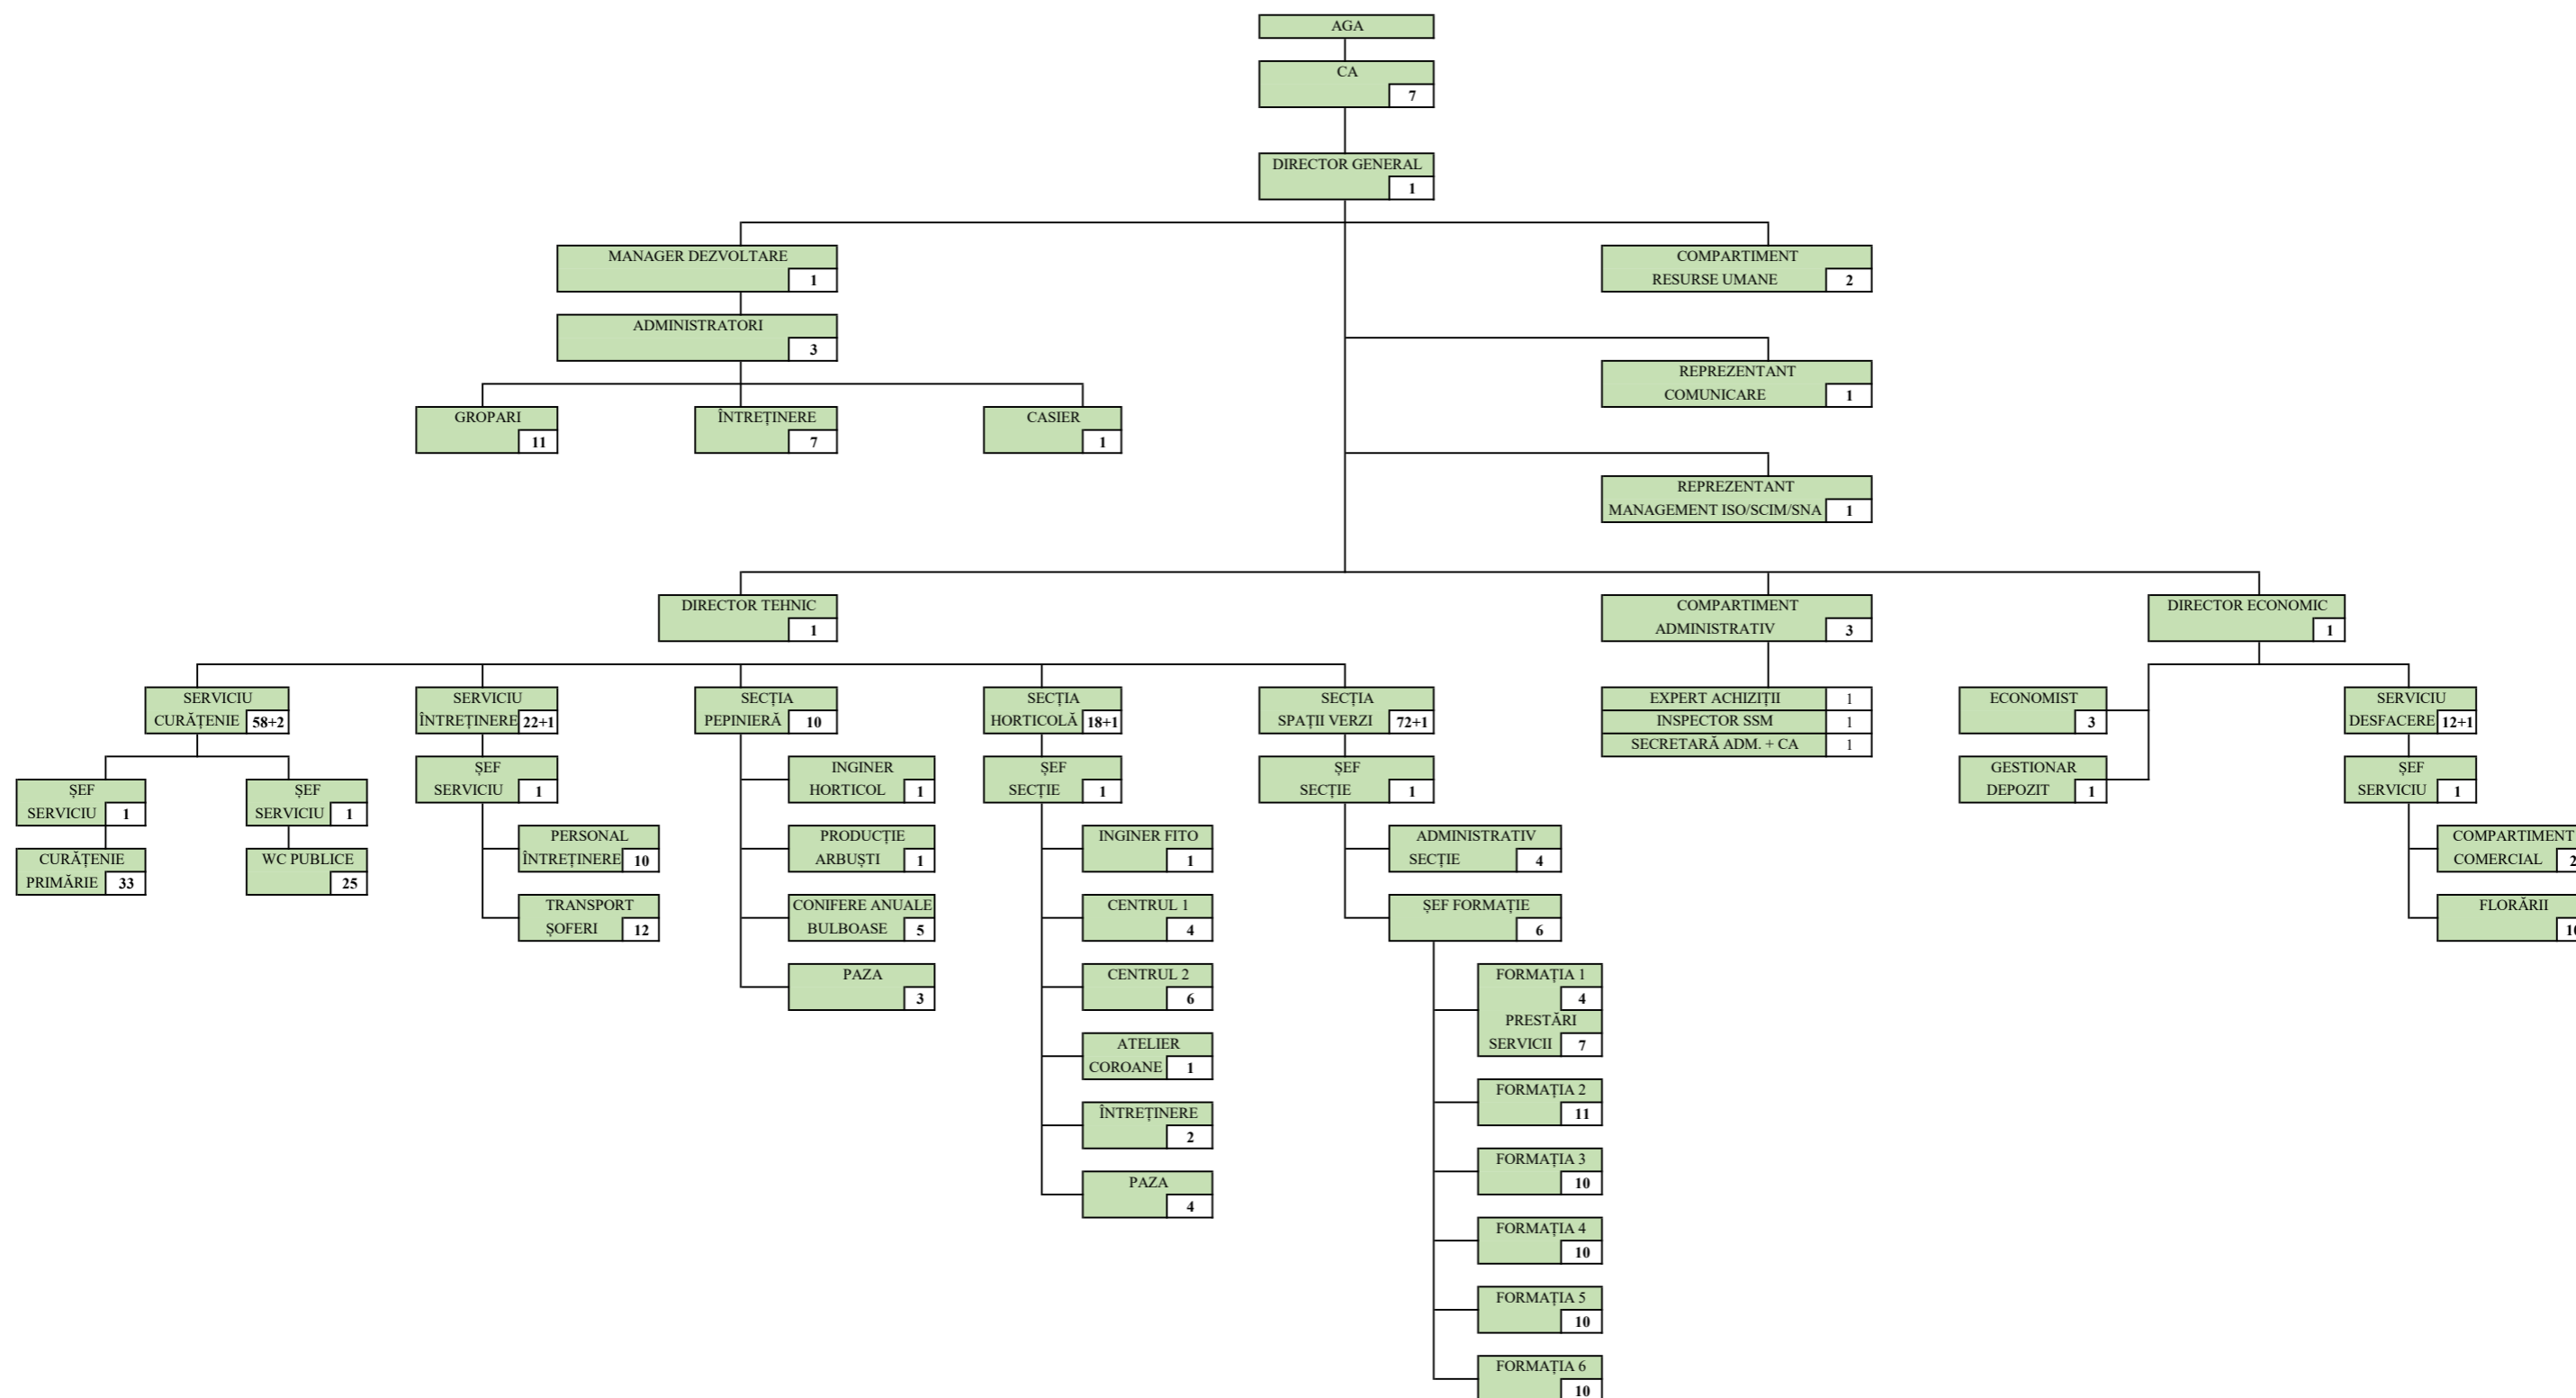 AGA
CA
7
DIRECTOR GENERAL
1
MANAGER DEZVOLTARE
1
COMPARTIMENT
RESURSE UMANE 2
ADMINISTRATORI
3
REPREZENTANT
COMUNICARE 1
GROPARI
11
ÎNTREȚINERE
7
CASIER
1
REPREZENTANT
MANAGEMENT ISO/SCIM/SNA 1
DIRECTOR TEHNIC
1
COMPARTIMENT
ADMINISTRATIV 3
DIRECTOR ECONOMIC
1
SERVICIU
CURĂȚENIE 58+2
SERVICIU
ÎNTREȚINERE 22+1
SECȚIA
PEPINIERĂ 10
SECȚIA
HORTICOLĂ 18+1
SECȚIA
SPAȚII VERZI 72+1
EXPERT ACHIZIȚII 1
INSPECTOR SSM 1
SECRETARĂ ADM. + CA 1
ECONOMIST
3
SERVICIU
DESFACERE 12+1
ȘEF
SERVICIU 1
ȘEF
SERVICIU 1
ȘEF
SERVICIU 1
INGINER
HORTICOL 1
ȘEF
SECȚIE 1
ȘEF
SECȚIE 1
GESTIONAR
DEPOZIT 1
ȘEF
SERVICIU 1
CURĂȚENIE
PRIMĂRIE 33
WC PUBLICE
25
PERSONAL
ÎNTREȚINERE 10
PRODUCȚIE
ARBUȘTI 1
INGINER FITO
1
ADMINISTRATIV
SECȚIE 4
COMPARTIMENT
COMERCIAL 2
TRANSPORT
ȘOFERI 12
CONIFERE ANUALE
BULBOASE 5
CENTRUL 1
4
ȘEF FORMAȚIE
6
FLORĂRII
10
PAZA
3
CENTRUL 2
6
FORMAȚIA 1
4
PRESTĂRI
SERVICII 7
ATELIER
COROANE 1
FORMAȚIA 2
11
ÎNTREȚINERE
2
FORMAȚIA 3
10
PAZA
4
FORMAȚIA 4
10
FORMAȚIA 5
10
FORMAȚIA 6
10